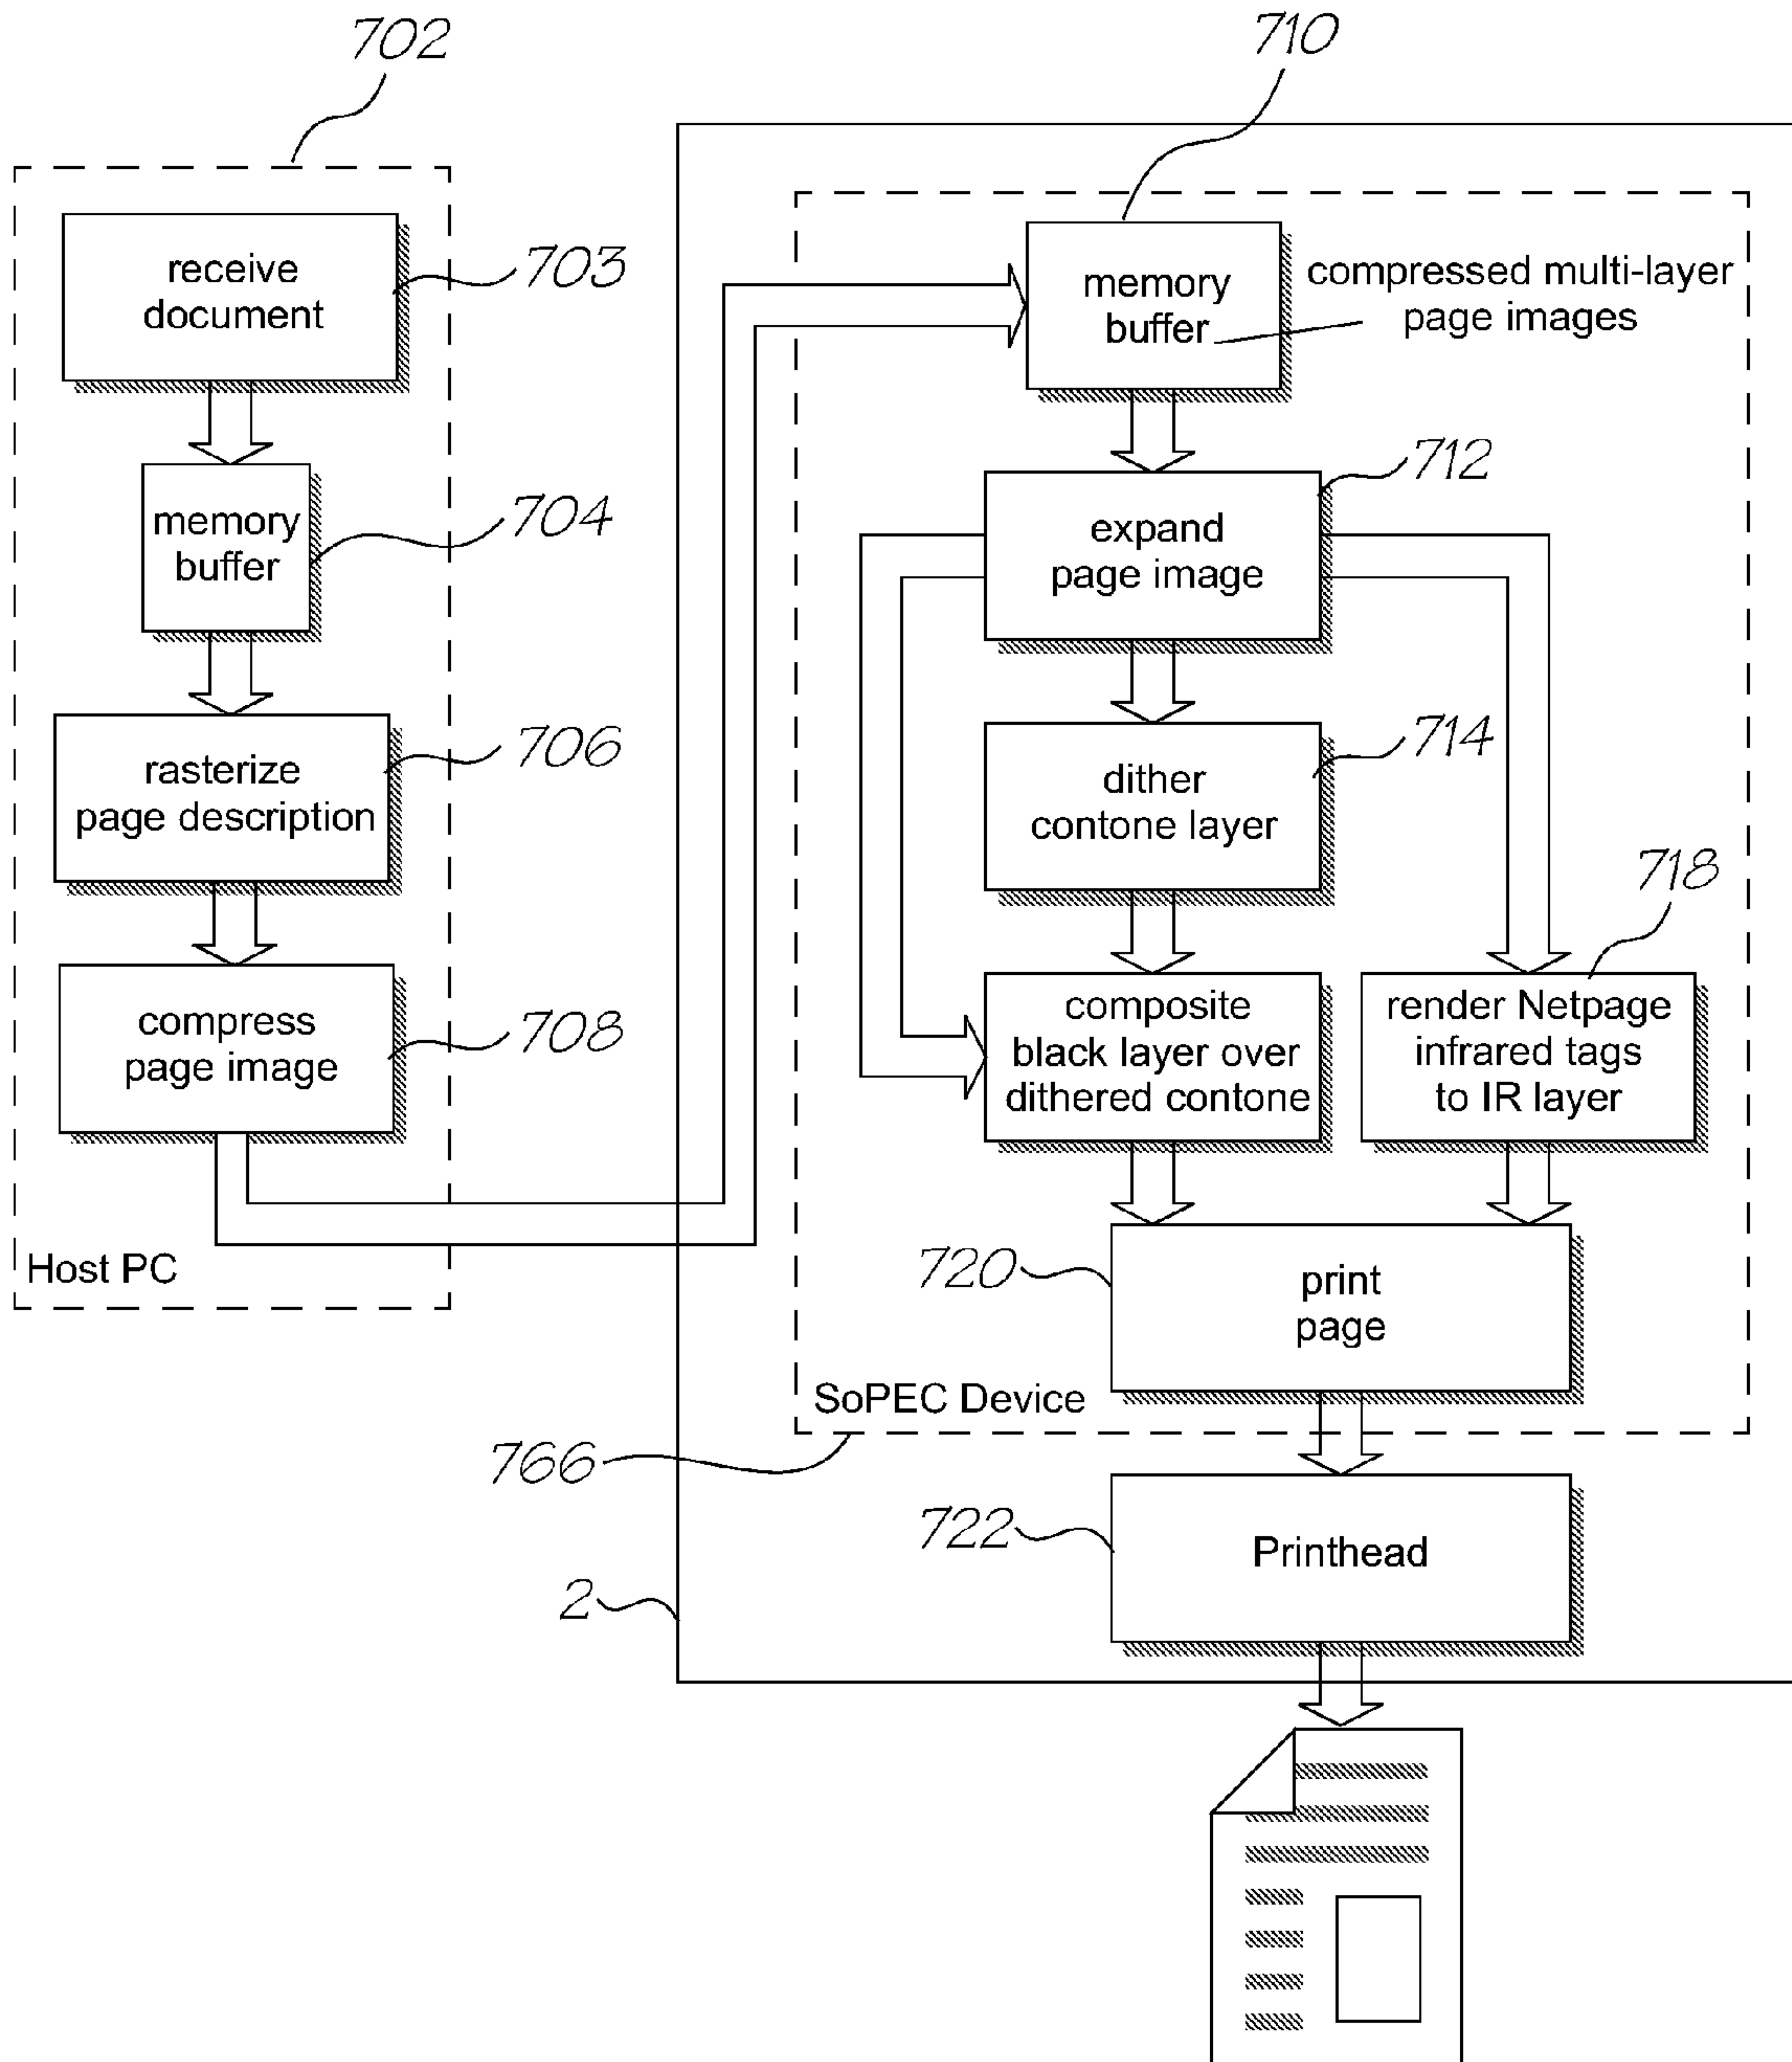 702
710
receive
document
703
memory
buffer
compressed multi-layer
page images
memory
buffer
704
expand
page image
712
rasterize
page description
706
dither
contone layer
714
718
compress
page image
708
composite
black layer over
dithered contone
render Netpage
infrared tags
to IR layer
Host PC
720
print
page
SoPEC Device
766
722
Printhead
2